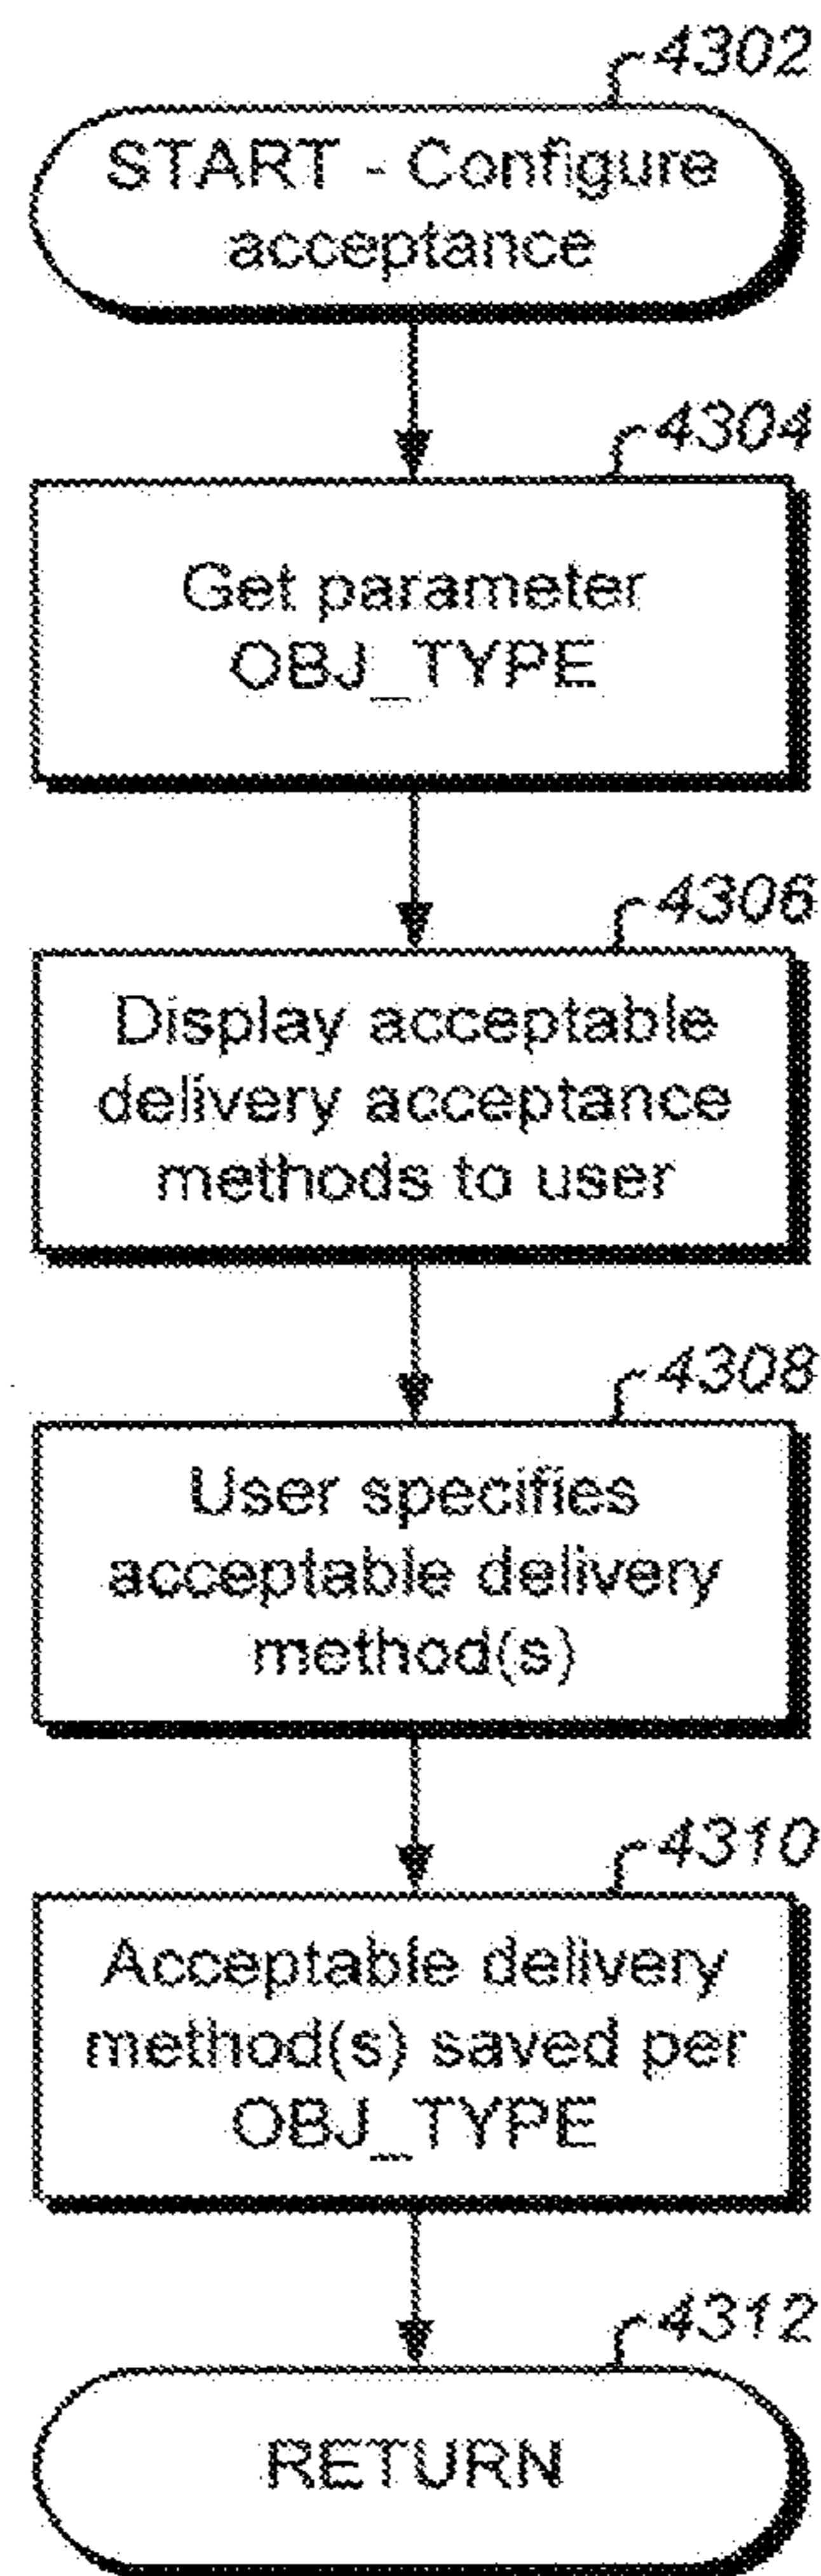 4302
START - Configure
acceptance
4304
Get parameter
OBJ_TYPE
4306
Display acceptable
delivery acceptance
methods to user
4308
User specifies
acceptable delivery
method(s)
4310
Acceptable delivery
method(s) saved per
OBJ_TYPE
4312
RETURN